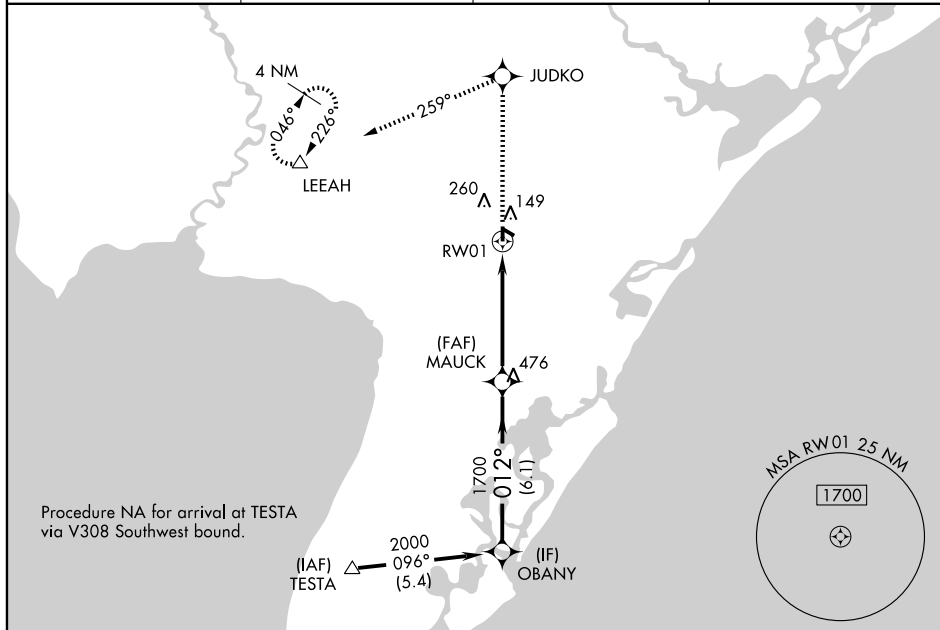 4 NM
JUDKO
259°
046°
226°
LEEAH
260
149
RW01
(FAF)
MAUCK
476
1700
012°
(6.1)
MSA RW01 25 NM
1700
Procedure NA for arrival at TESTA
via V308 Southwest bound.
(IAF)
TESTA
2000
096°
(5.4)
(IF)
OBANY